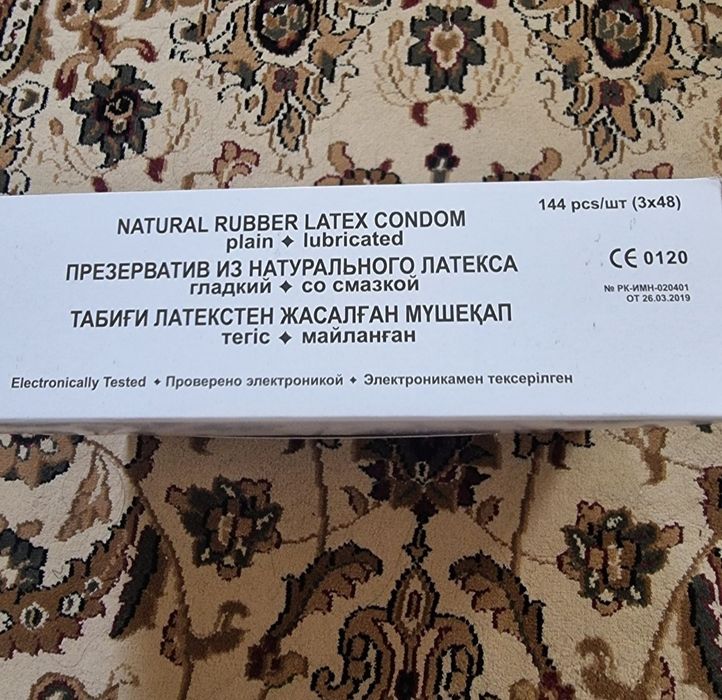 144 pcs/шт (3x48)
NATURAL RUBBER LATEX CONDOM
plain ✦ lubricated
ПРЕЗЕРВАТИВ ИЗ НАТУРАЛЬНОГО ЛАТЕКСА
гладкий ✦ со смазкой
ТАБИҒИ ЛАТЕКСТЕН ЖАСАЛҒАН МҮШЕҚАП
тегіс ✦ майланған
CE 0120
№ РК-ИМН-020401
ОТ 26.03.2019
Electronically Tested ✦ Проверено электроникой ✦ Электроникамен тексерілген